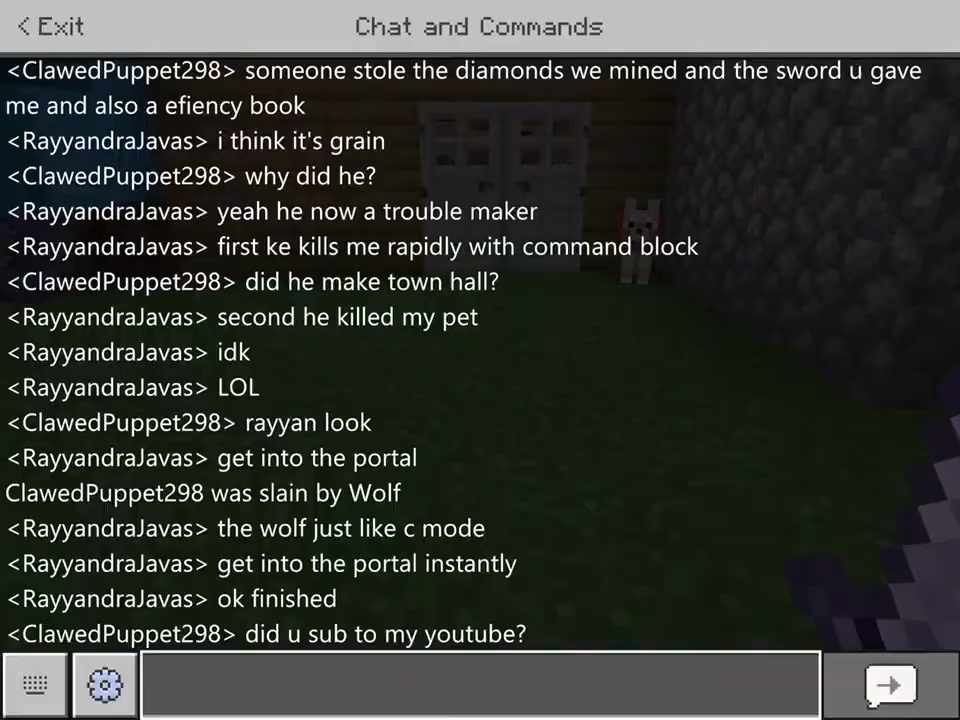 < Exit
Chat and Commands
<ClawedPuppet298> someone stole the diamonds we mined and the sword u gave
me and also a efiency book
<RayyandraJavas> i think it's grain
<ClawedPuppet298> why did he?
<RayyandraJavas> yeah he now a trouble maker
<RayyandraJavas> first ke kills me rapidly with command block
<ClawedPuppet298> did he make town hall?
<RayyandraJavas> second he killed my pet
<RayyandraJavas> idk
<RayyandraJavas> LOL
<ClawedPuppet298> rayyan look
<RayyandraJavas> get into the portal
ClawedPuppet298 was slain by Wolf
<RayyandraJavas> the wolf just like c mode
<RayyandraJavas> get into the portal instantly
<RayyandraJavas> ok finished
<ClawedPuppet298> did u sub to my youtube?